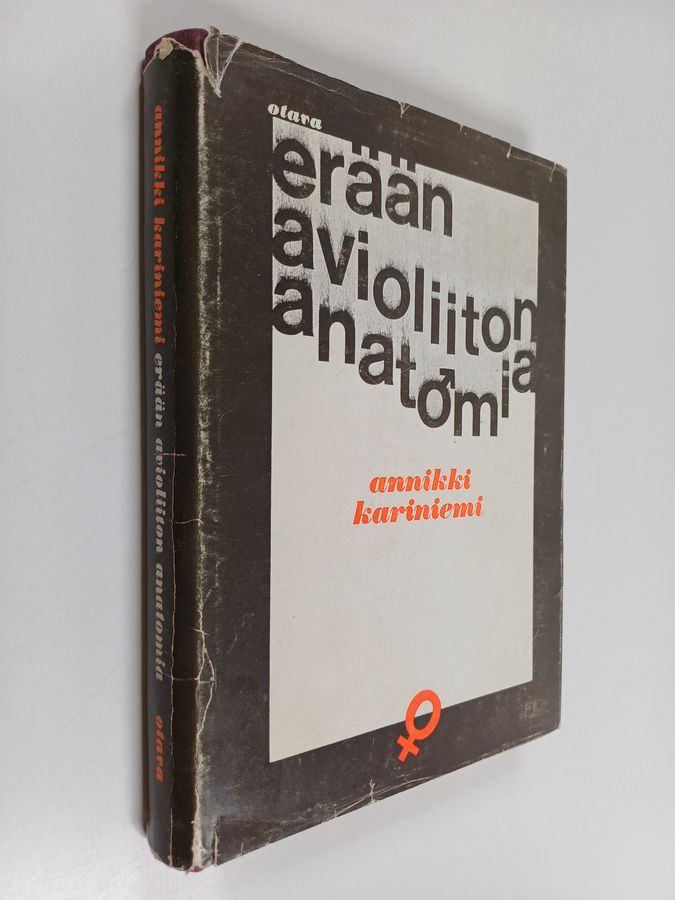 otava
erään
avioliiton
anatomia
annikki
kariniemi
annikki kariniemi erään avioliiton anatomia otava